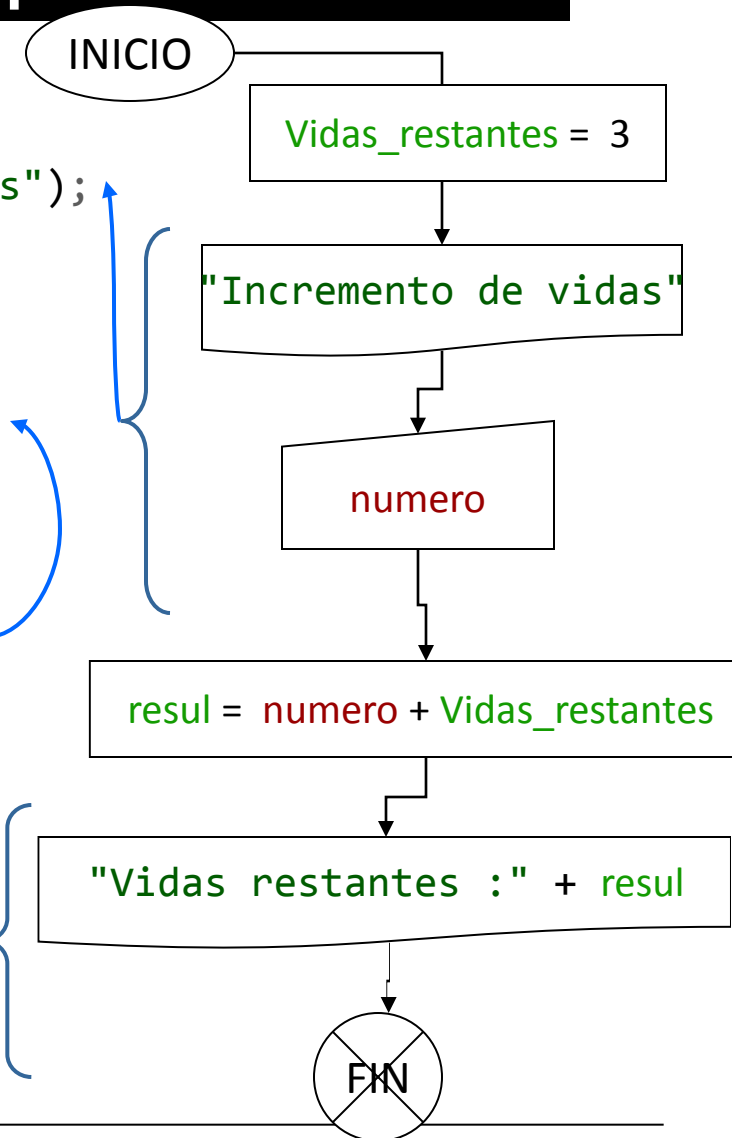 INICIO
Vidas_restantes = 3
s");
"Incremento de vidas"
numero
resul = numero + Vidas_restantes
"Vidas restantes :" + resul
FIN